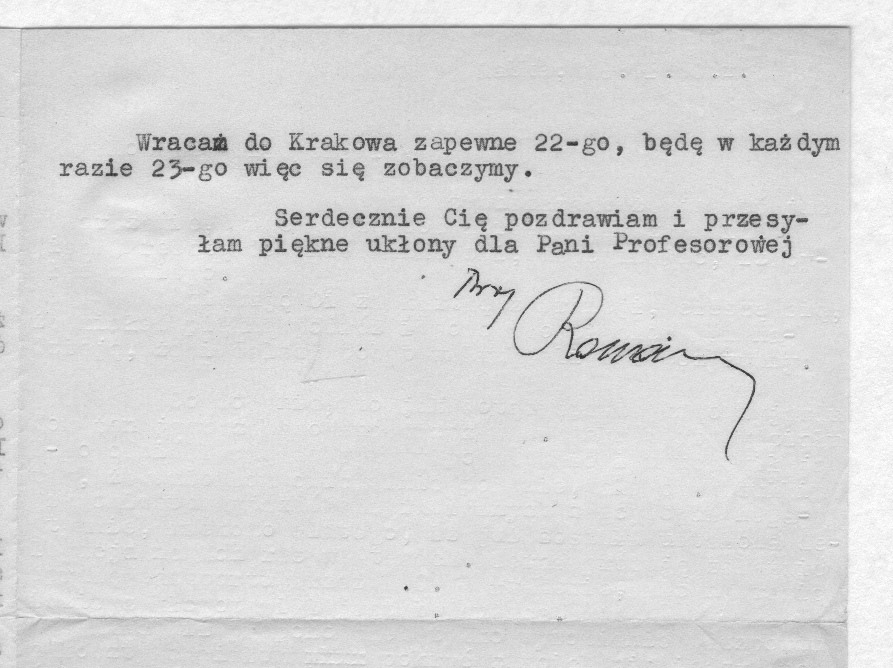 Wracam do Krakowa zapewne 22-go, będę w każdym
razie 23-go więc się zobaczymy.
Serdecznie Cię pozdrawiam i przesy-
łam piękne ukłony dla Pani Profesorowej
Roman